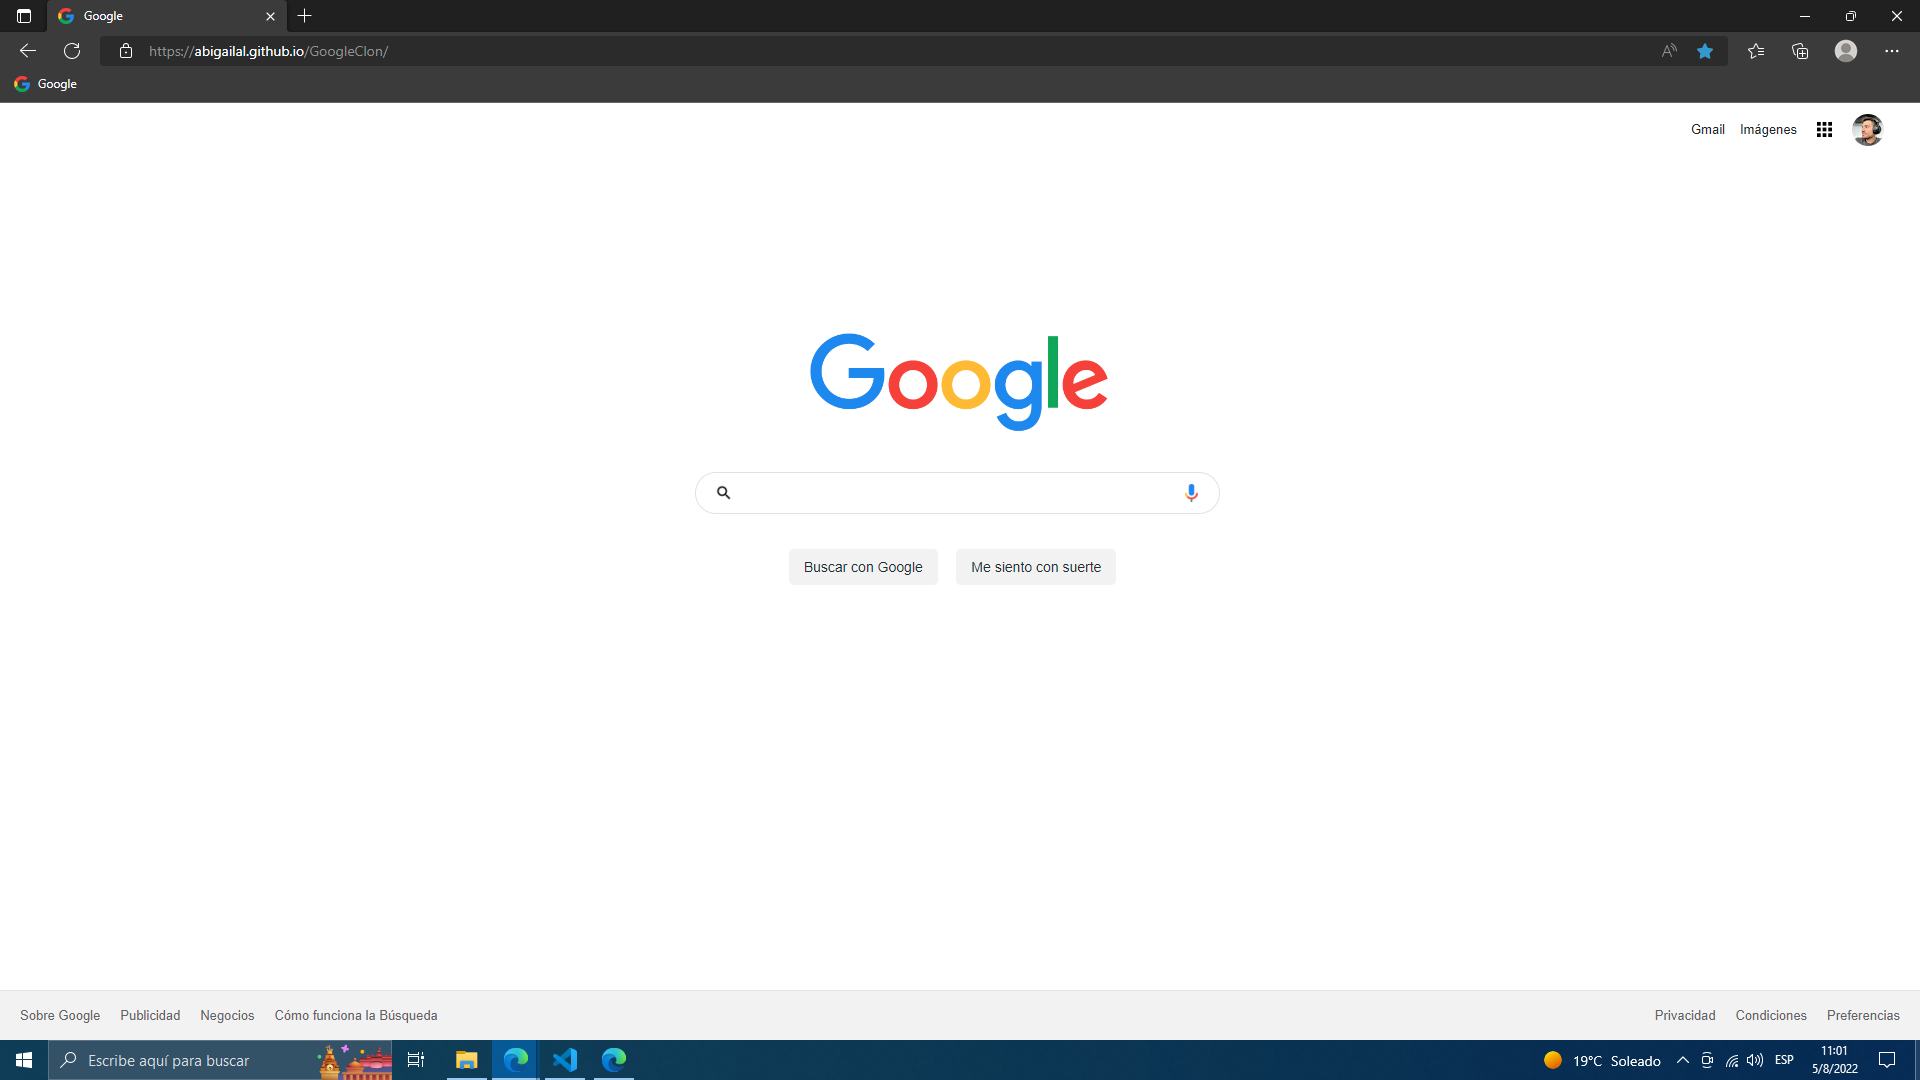 Google
https://abigailal.github.io/GoogleClon/
Google
Gmail Imágenes
Google
Buscar con Google Me siento con suerte
Sobre Google Publicidad Negocios Cómo funciona la Búsqueda Privacidad Condiciones Preferencias
Escribe aquí para buscar 19°C Soleado ESP 11:01
5/8/2022